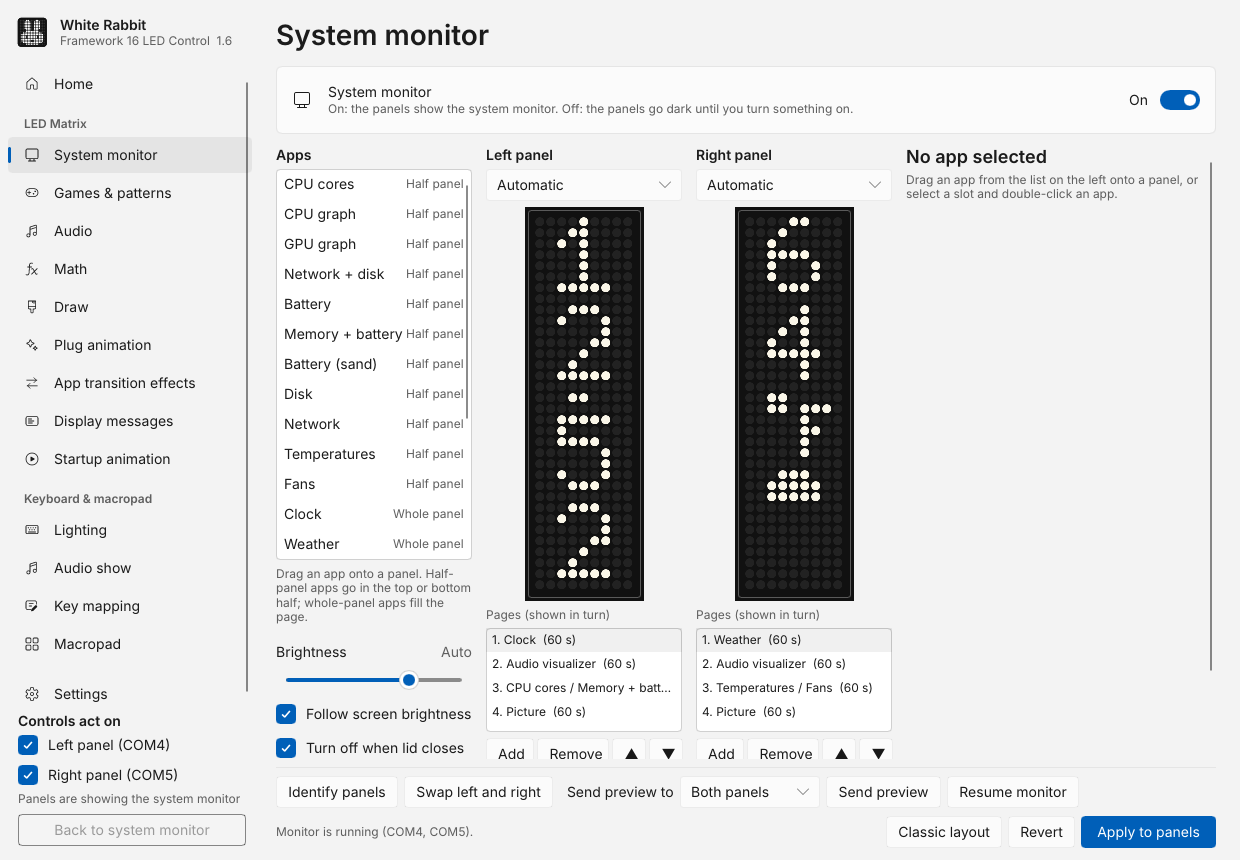 White Rabbit
Framework 16 LED Control 1.6
Home
LED Matrix
System monitor
Games & patterns
Audio
Math
Draw
Plug animation
App transition effects
Display messages
Startup animation
Keyboard & macropad
Lighting
Audio show
Key mapping
Macropad
Settings
Controls act on
Left panel (COM4)
Right panel (COM5)
Panels are showing the system monitor
Back to system monitor
System monitor
System monitor
On: the panels show the system monitor. Off: the panels go dark until you turn something on.
On
Apps
CPU cores Half panel
CPU graph Half panel
GPU graph Half panel
Network + disk Half panel
Battery Half panel
Memory + battery Half panel
Battery (sand) Half panel
Disk Half panel
Network Half panel
Temperatures Half panel
Fans Half panel
Clock Whole panel
Weather Whole panel
Drag an app onto a panel. Half-
panel apps go in the top or bottom
half; whole-panel apps fill the
page.
Brightness Auto
Follow screen brightness
Turn off when lid closes
Left panel
Automatic
1
2
5
2
Pages (shown in turn)
1. Clock (60 s)
2. Audio visualizer (60 s)
3. CPU cores / Memory + batt...
4. Picture (60 s)
Add Remove ▲ ▼
Right panel
Automatic
6
4
°F
Pages (shown in turn)
1. Weather (60 s)
2. Audio visualizer (60 s)
3. Temperatures / Fans (60 s)
4. Picture (60 s)
Add Remove ▲ ▼
No app selected
Drag an app from the list on the left onto a panel, or
select a slot and double-click an app.
Identify panels Swap left and right Send preview to Both panels Send preview Resume monitor
Monitor is running (COM4, COM5).
Classic layout Revert Apply to panels